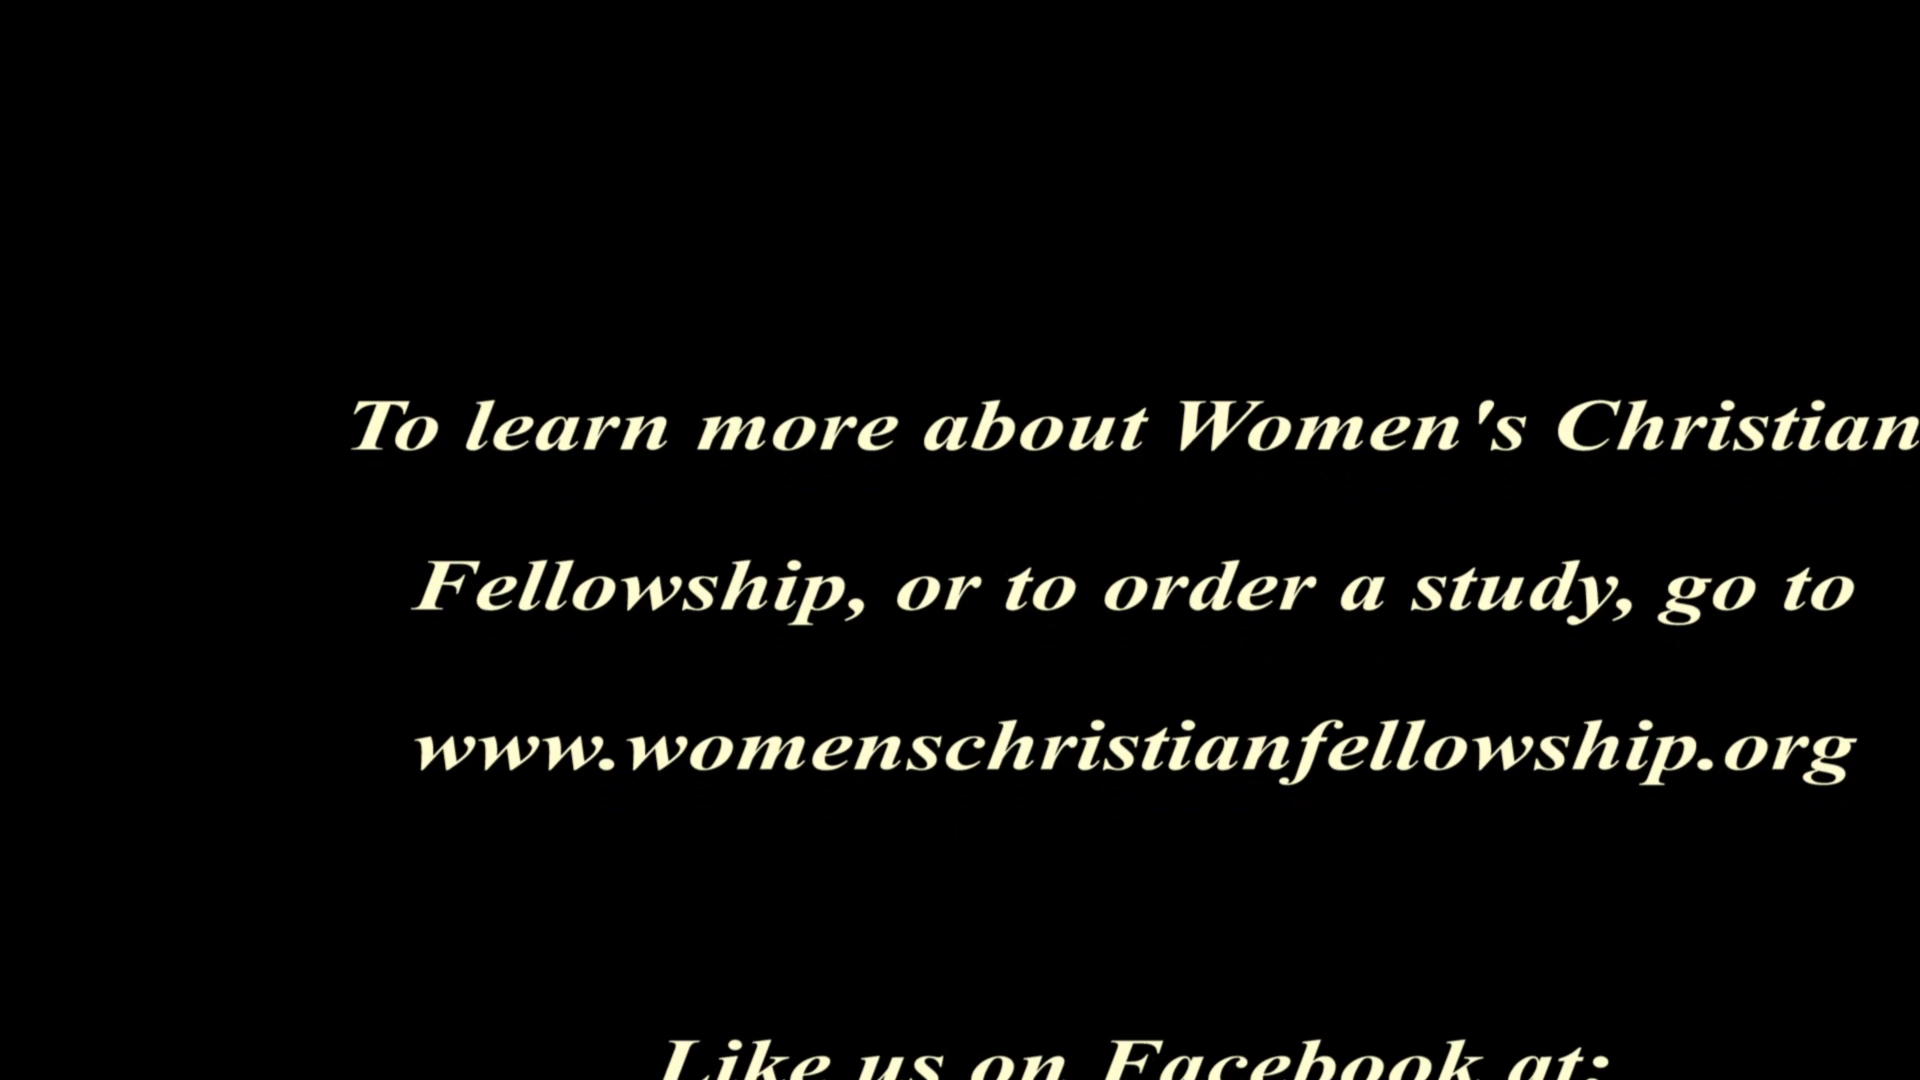 To learn more about Women's Christian
Fellowship, or to order a study, go to
www.womenschristianfellowship.org
Like us on Facebook at: